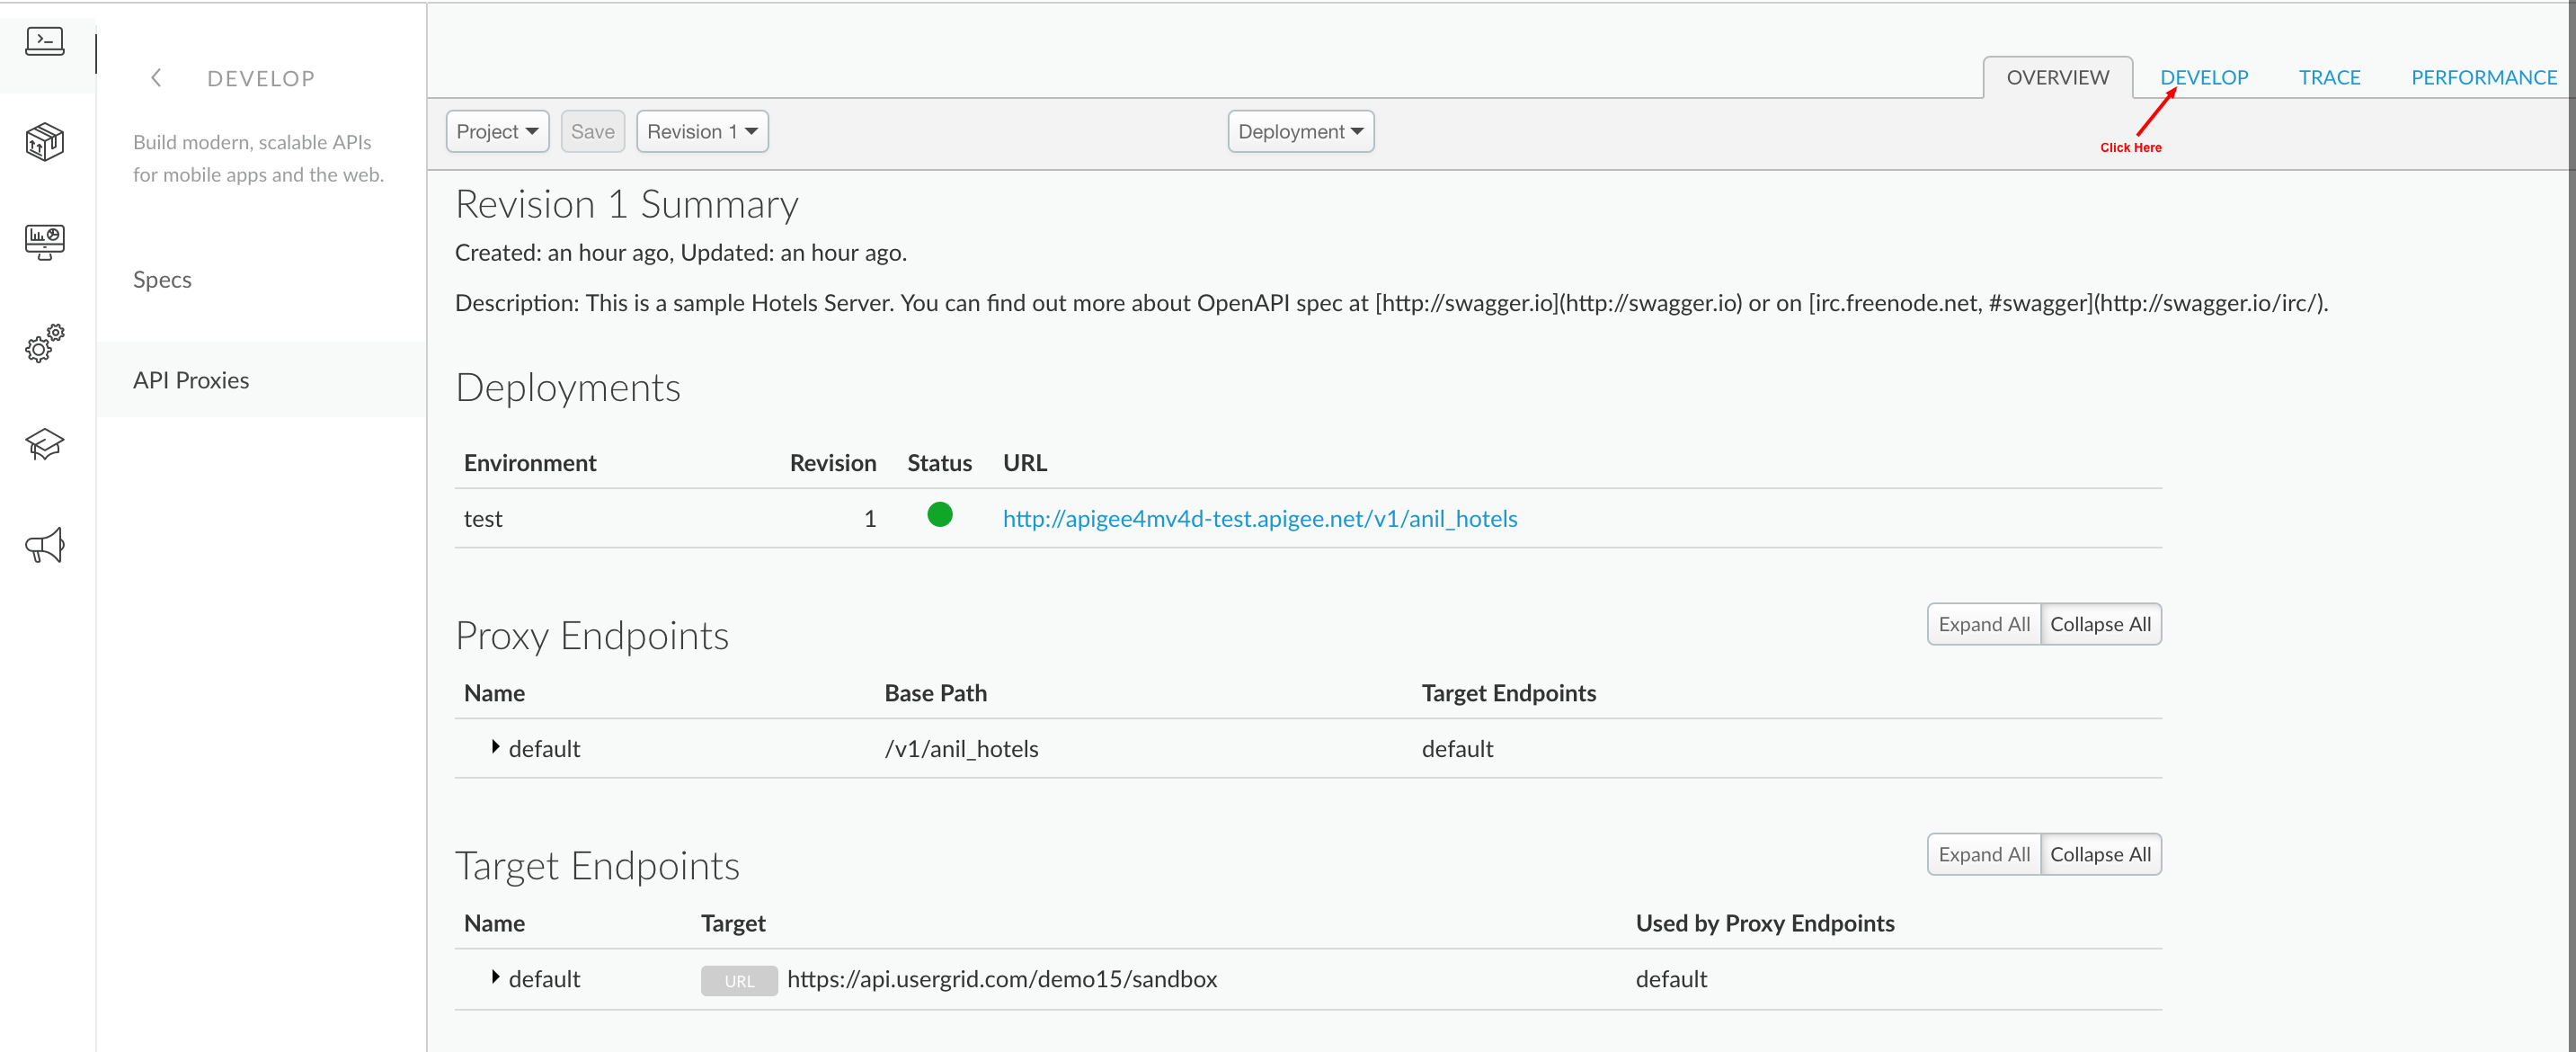 DEVELOP
Build modern, scalable APIs
for mobile apps and the web.
Specs
API Proxies
OVERVIEW DEVELOP TRACE PERFORMANCE
Click Here
Project Save Revision 1 Deployment
Revision 1 Summary
Created: an hour ago, Updated: an hour ago.
Description: This is a sample Hotels Server. You can find out more about OpenAPI spec at [http://swagger.io](http://swagger.io) or on [irc.freenode.net, #swagger](http://swagger.io/irc/).
Deployments
Environment Revision Status URL
test 1 http://apigee4mv4d-test.apigee.net/v1/anil_hotels
Proxy Endpoints Expand All Collapse All
Name Base Path Target Endpoints
default /v1/anil_hotels default
Target Endpoints Expand All Collapse All
Name Target Used by Proxy Endpoints
default URL https://api.usergrid.com/demo15/sandbox default